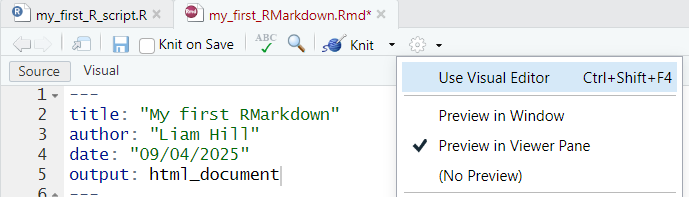 my_first_R_script.R
my_first_RMarkdown.Rmd*
Knit on Save
ABC
Knit
Source Visual
Use Visual Editor Ctrl+Shift+F4
Preview in Window
Preview in Viewer Pane
(No Preview)
1 ---
2 title: "My first RMarkdown"
3 author: "Liam Hill"
4 date: "09/04/2025"
5 output: html_document
6 ---